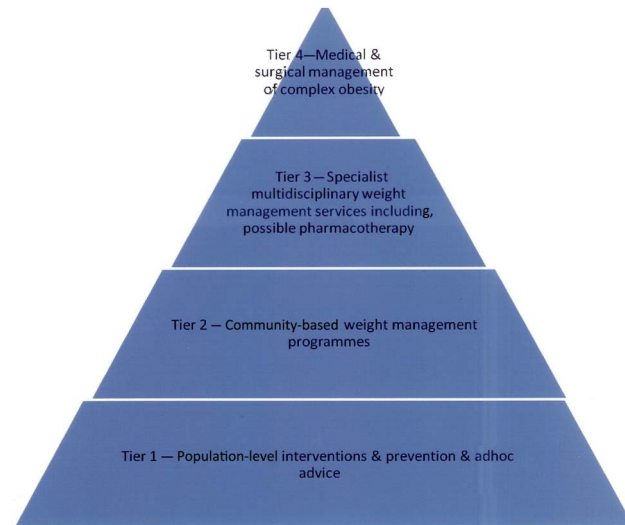 Tier 4—Medical &
surgical management
of complex obesity
Tier 3 — Specialist
multidisciplinary weight
management services including,
possible pharmacotherapy
Tier 2 — Community-based weight management
programmes
Tier 1 — Population-level interventions & prevention & adhoc
advice